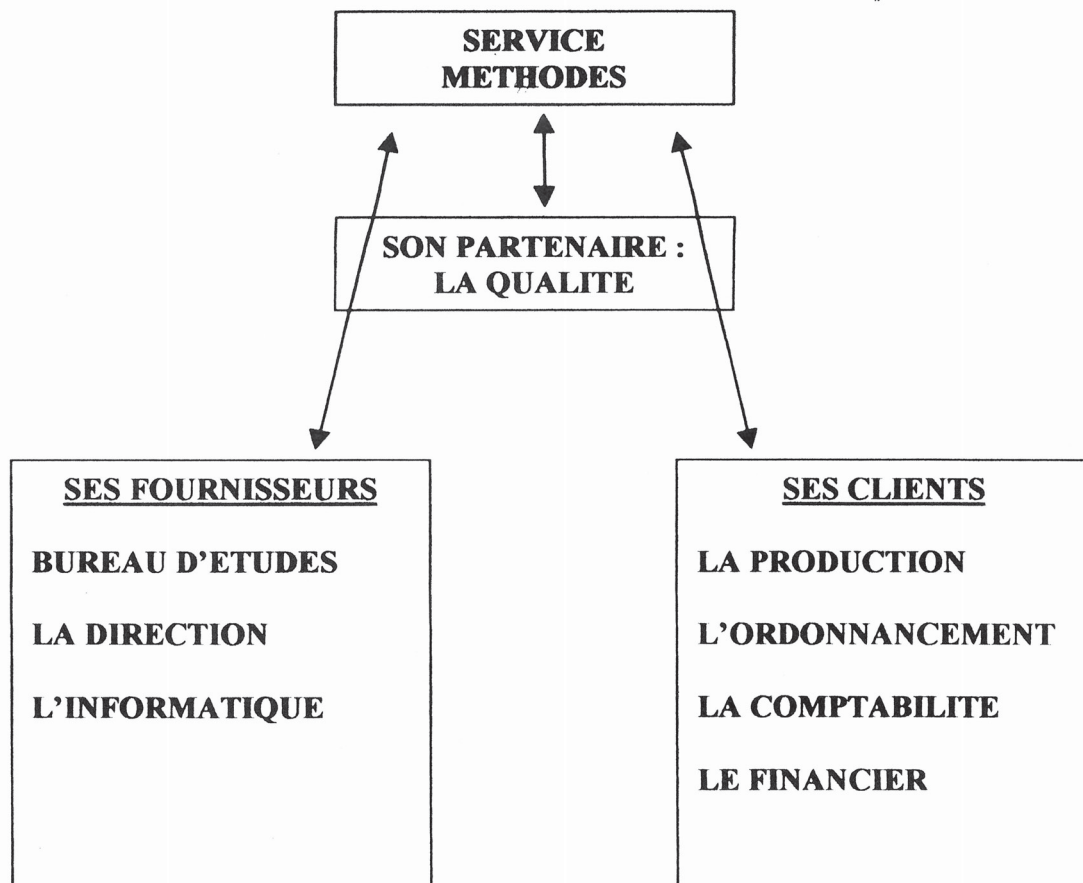 SERVICE
METHODES
SON PARTENAIRE :
LA QUALITE
SES FOURNISSEURS
BUREAU D'ETUDES
LA DIRECTION
L'INFORMATIQUE
SES CLIENTS
LA PRODUCTION
L'ORDONNANCEMENT
LA COMPTABILITE
LE FINANCIER